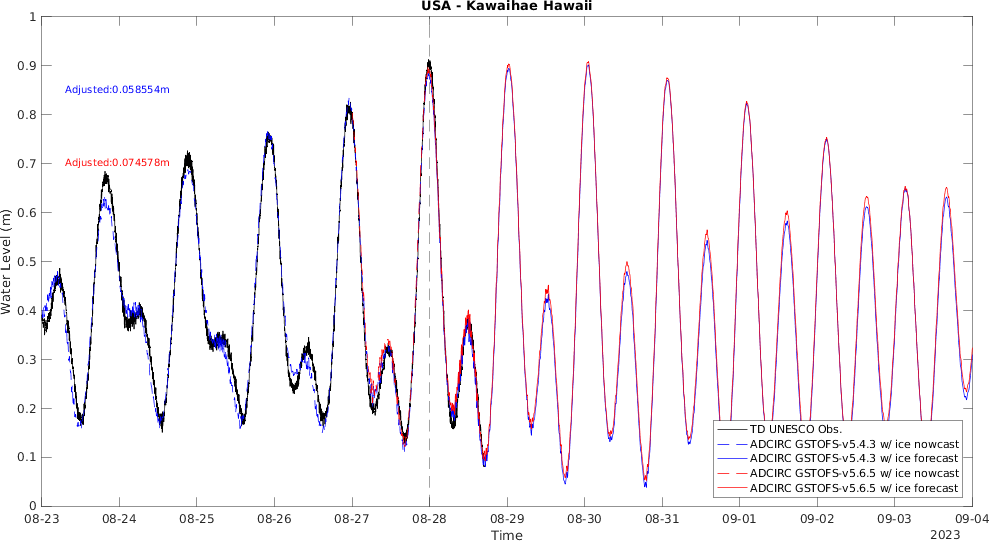 USA - Kawaihae Hawaii
1
0.9
0.8
0.7
0.6
0.5
0.4
0.3
0.2
0.1
0
Water Level (m)
Adjusted:0.058554m
Adjusted:0.074578m
TD UNESCO Obs.
ADCIRC GSTOFS-v5.4.3 w/ ice nowcast
ADCIRC GSTOFS-v5.4.3 w/ ice forecast
ADCIRC GSTOFS-v5.6.5 w/ ice nowcast
ADCIRC GSTOFS-v5.6.5 w/ ice forecast
08-23 08-24 08-25 08-26 08-27 08-28 08-29 08-30 08-31 09-01 09-02 09-03 09-04
Time
2023